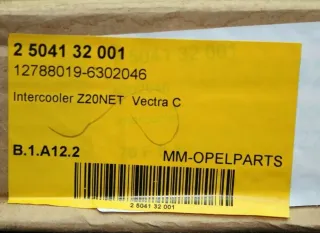 2 5041 32 001
12788019-6302046
Intercooler Z20NET Vectra C
B.1.A12.2
MM-OPELPARTS
2 5041 32 001